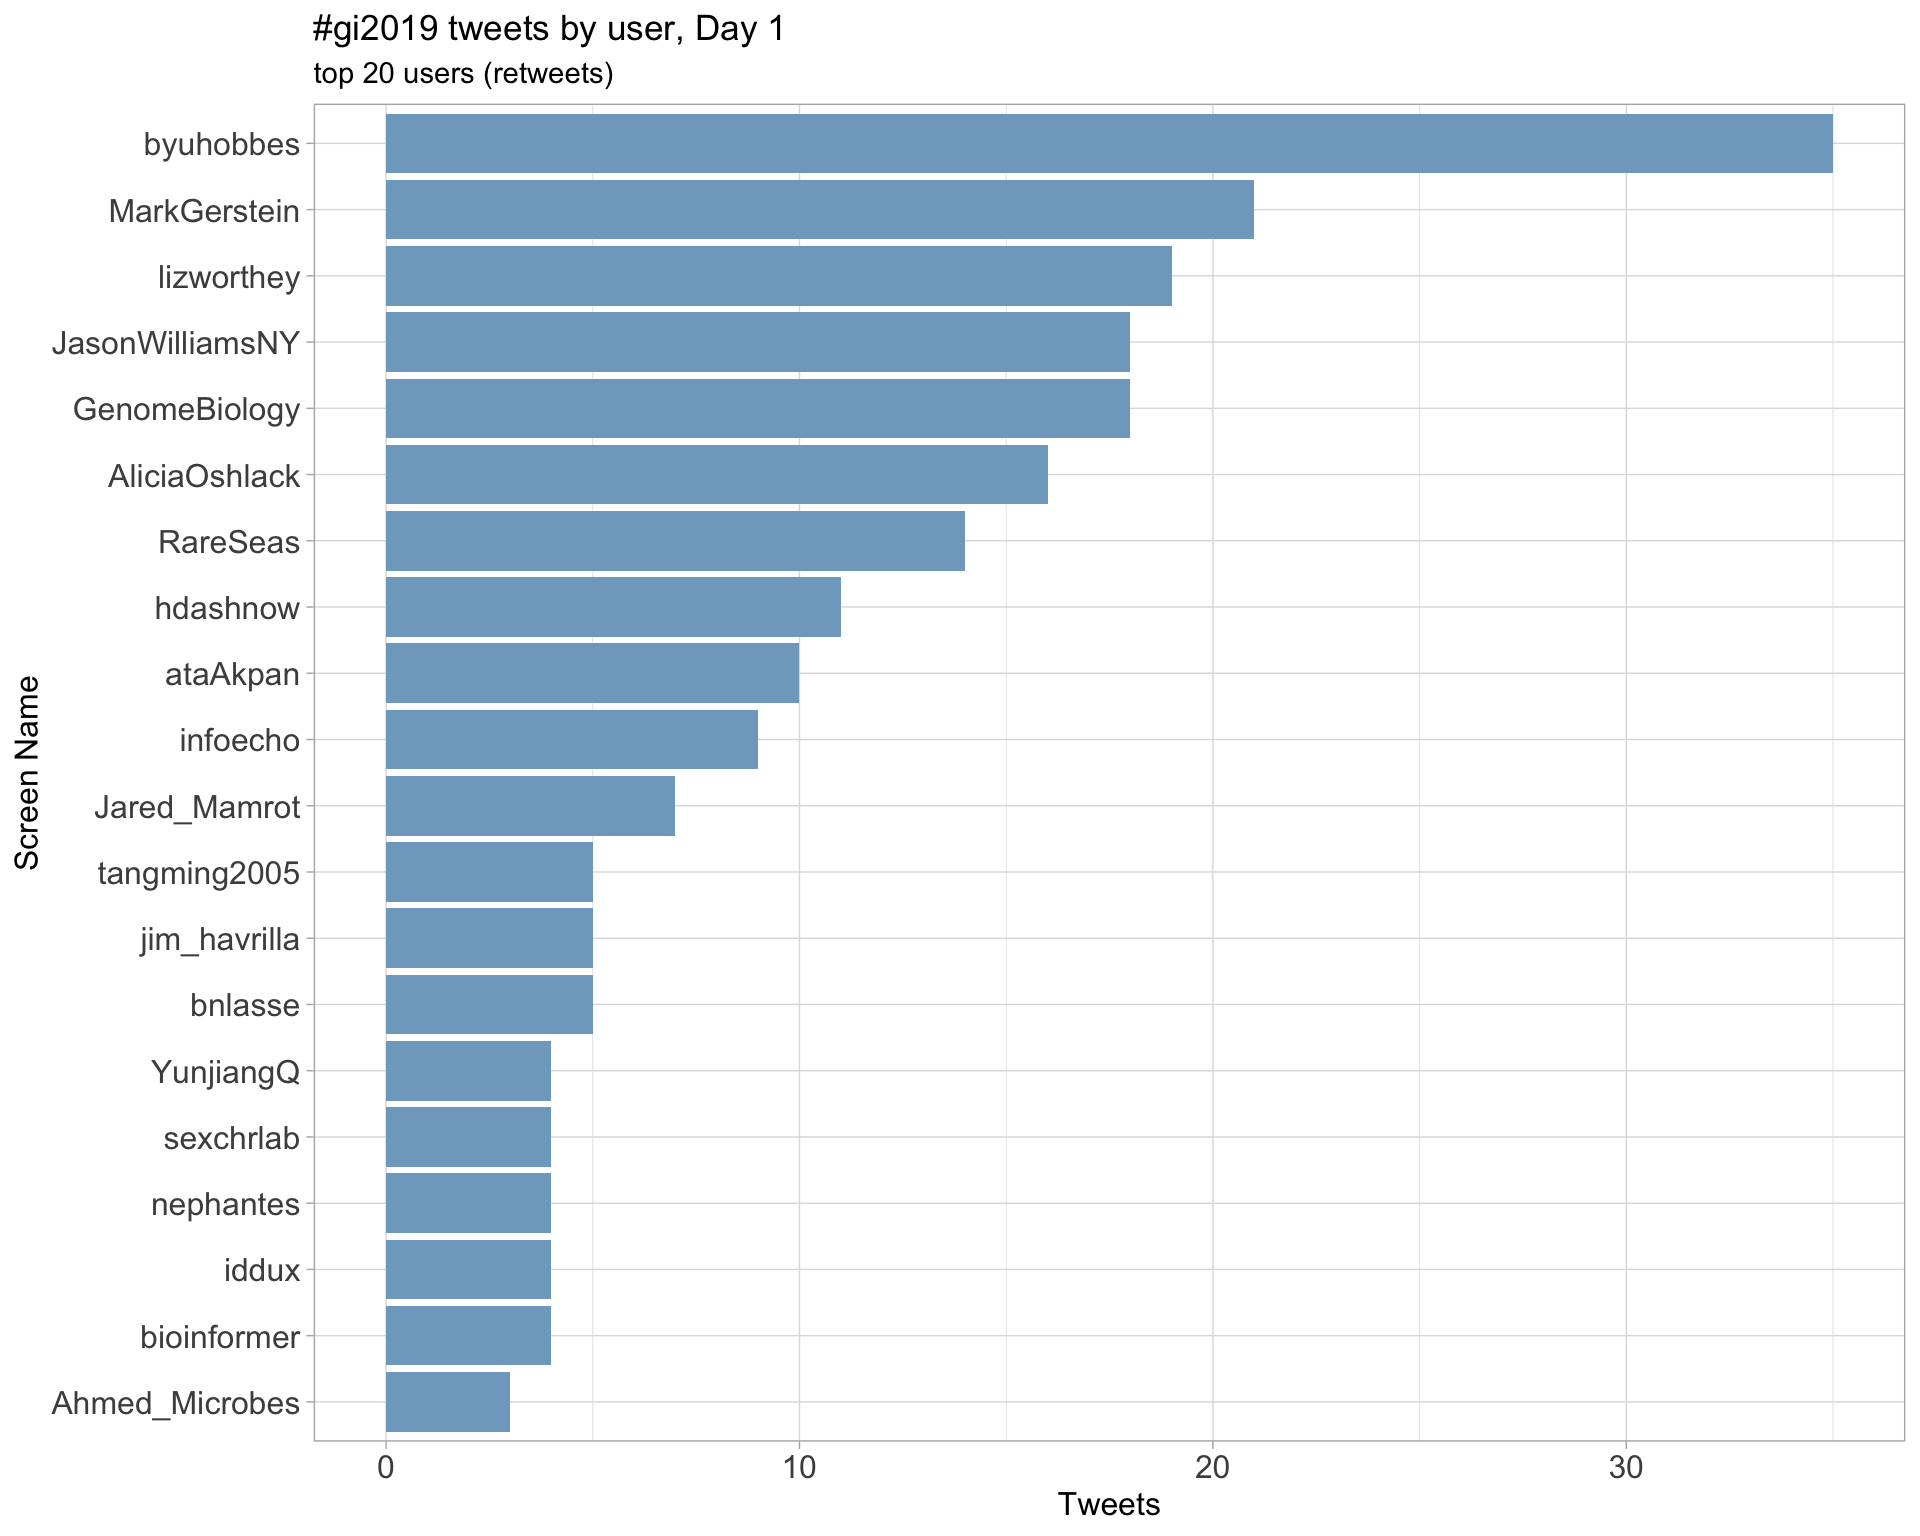 #gi2019 tweets by user, Day 1
top 20 users (retweets)
Screen Name
byuhobbes
MarkGerstein
lizworthey
JasonWilliamsNY
GenomeBiology
AliciaOshlack
RareSeas
hdashnow
ataAkpan
infoecho
Jared_Mamrot
tangming2005
jim_havrilla
bnlasse
YunjiangQ
sexchrlab
nephantes
iddux
bioinformer
Ahmed_Microbes
0 10 20 30
Tweets